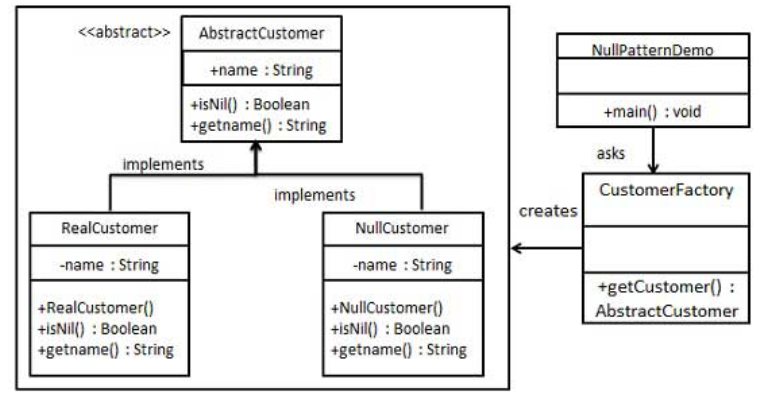 <<abstract>>
AbstractCustomer
+name : String
+isNil() : Boolean
+getname() : String
implements
implements
RealCustomer
-name : String
+RealCustomer()
+isNil() : Boolean
+getname() : String
NullCustomer
-name : String
+NullCustomer()
+isNil() : Boolean
+getname() : String
NullPatternDemo
+main() : void
asks
CustomerFactory
+getCustomer() :
AbstractCustomer
creates